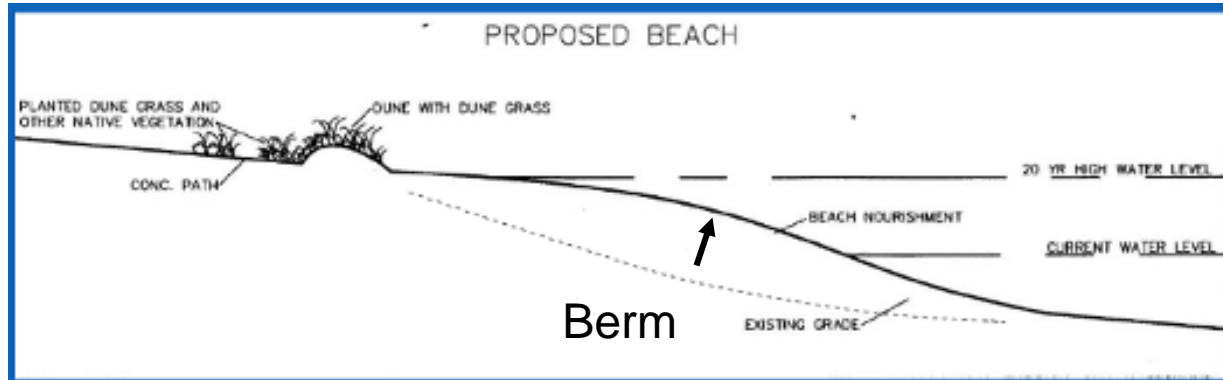 PROPOSED BEACH
PLANTED DUNE GRASS AND
OTHER NATIVE VEGETATION
DUNE WITH DUNE GRASS
CONC. PATH
20 YR HIGH WATER LEVEL
BEACH NOURISHMENT
CURRENT WATER LEVEL
Berm
EXISTING GRADE